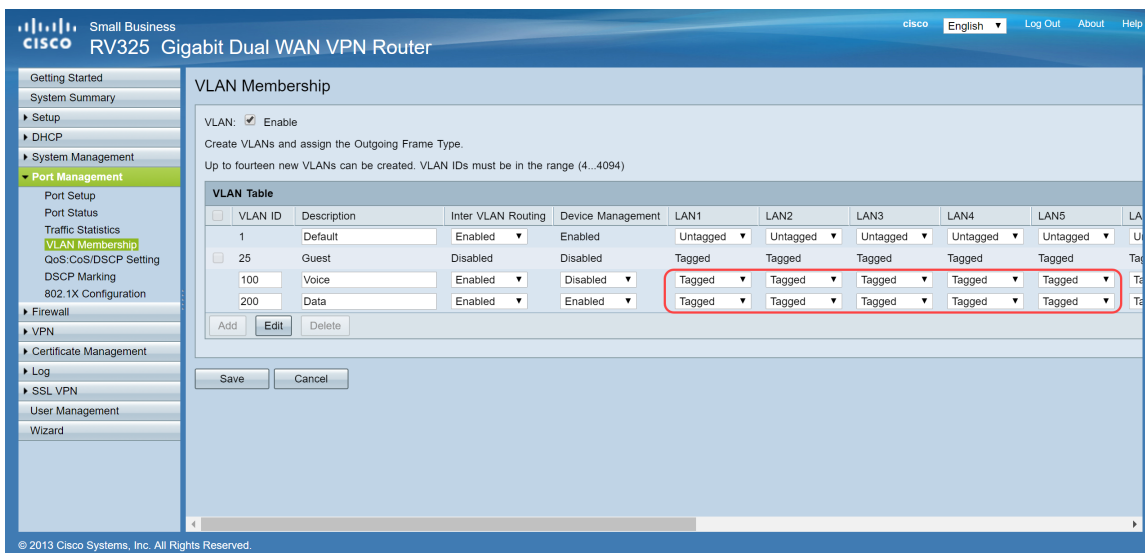 cisco English Log Out About Help
Small Business
CISCO RV325 Gigabit Dual WAN VPN Router
Getting Started
System Summary
Setup
DHCP
System Management
Port Management
Port Setup
Port Status
Traffic Statistics
VLAN Membership
QoS:CoS/DSCP Setting
DSCP Marking
802.1X Configuration
Firewall
VPN
Certificate Management
Log
SSL VPN
User Management
Wizard
VLAN Membership
VLAN: Enable
Create VLANs and assign the Outgoing Frame Type.
Up to fourteen new VLANs can be created. VLAN IDs must be in the range (4...4094)
VLAN Table
VLAN ID Description Inter VLAN Routing Device Management LAN1 LAN2 LAN3 LAN4 LAN5 LA
1 Default Enabled Enabled Untagged Untagged Untagged Untagged Untagged U
25 Guest Disabled Disabled Tagged Tagged Tagged Tagged Tagged Tag
100 Voice Enabled Disabled Tagged Tagged Tagged Tagged Tagged Ta
200 Data Enabled Enabled Tagged Tagged Tagged Tagged Tagged Ta
Add Edit Delete
Save Cancel
© 2013 Cisco Systems, Inc. All Rights Reserved.